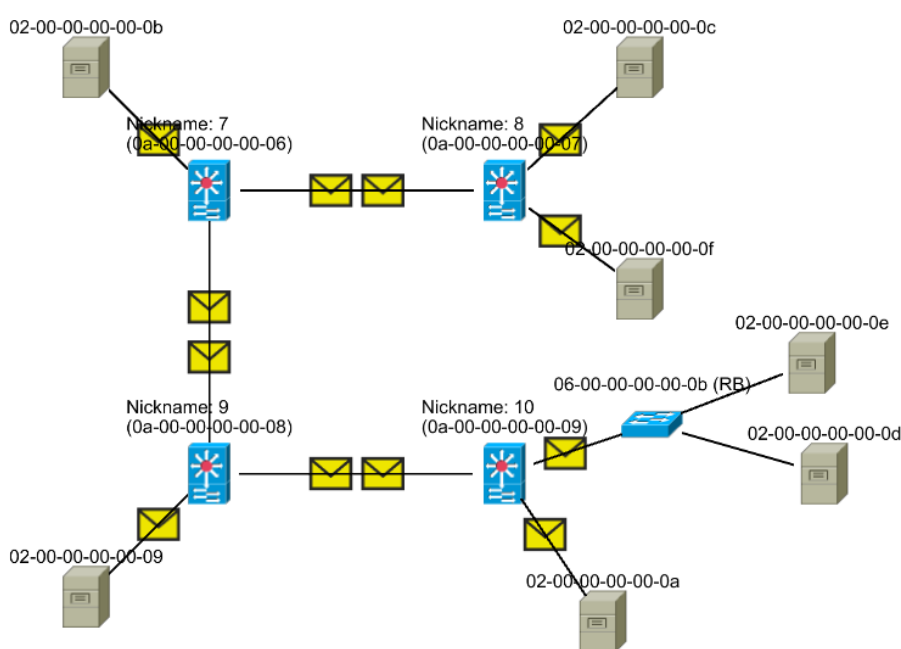 02-00-00-00-00-0b
02-00-00-00-00-0c
Nickname: 7
(0a-00-00-00-00-06)
Nickname: 8
(0a-00-00-00-00-07)
02-00-00-00-00-0f
02-00-00-00-00-0e
06-00-00-00-00-0b (RB)
Nickname: 9
(0a-00-00-00-00-08)
Nickname: 10
(0a-00-00-00-00-09)
02-00-00-00-00-0d
02-00-00-00-00-09
02-00-00-00-00-0a